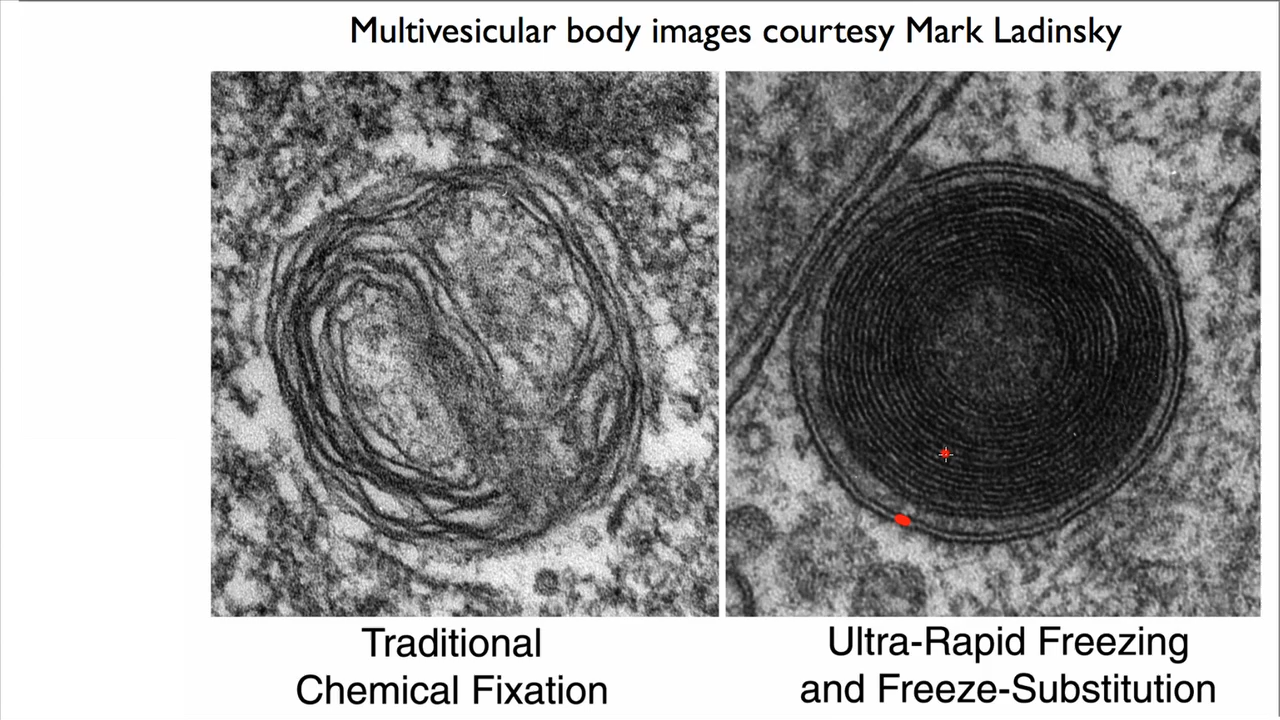 Multivesicular body images courtesy Mark Ladinsky
Traditional
Chemical Fixation
Ultra-Rapid Freezing
and Freeze-Substitution